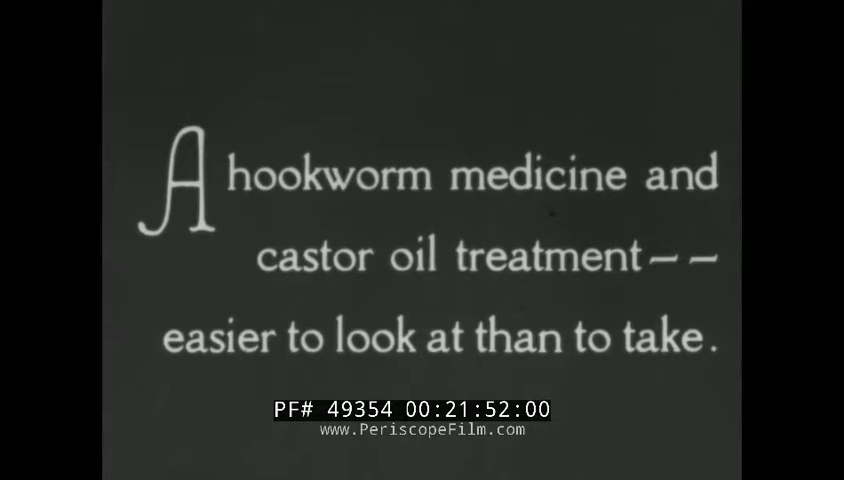 A hookworm medicine and
castor oil treatment——
easier to look at than to take.
PF# 49354 00:21:52:00
www.PeriscopeFilm.com